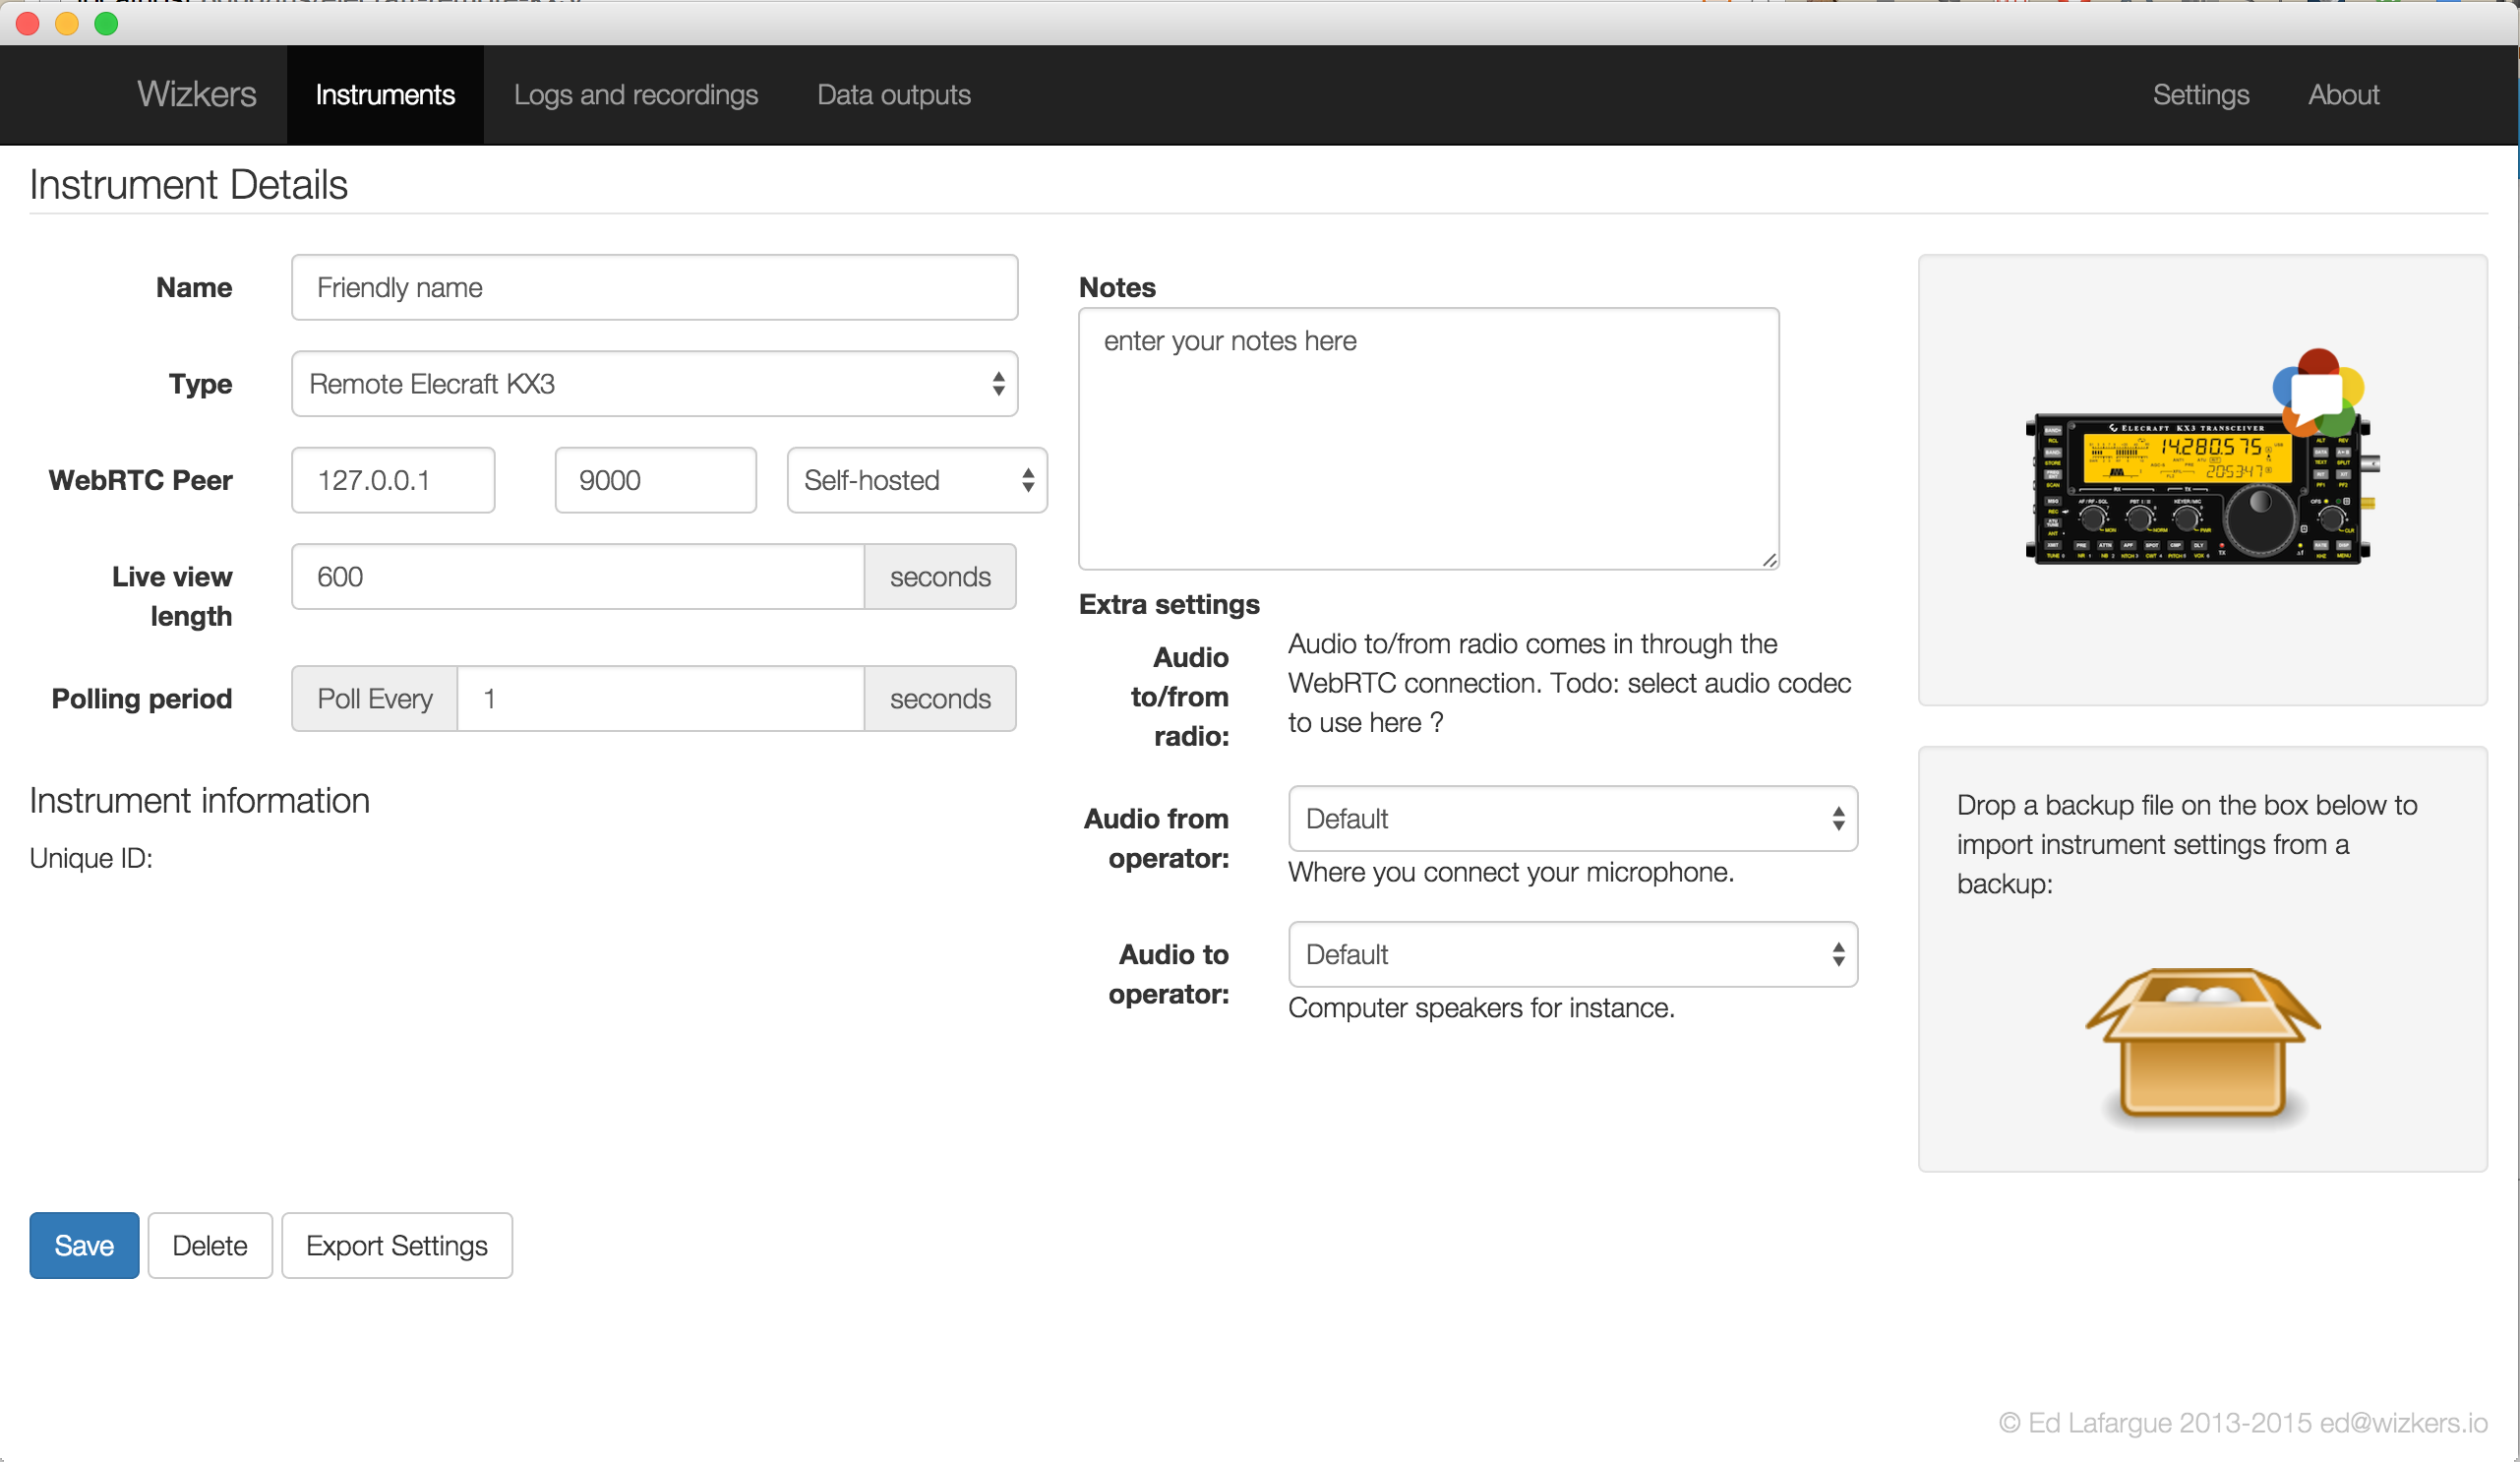 Wizkers
Instruments
Logs and recordings
Data outputs
Settings
About
Instrument Details
Name
Friendly name
Type
Remote Elecraft KX3
WebRTC Peer
127.0.0.1
9000
Self-hosted
Live view
length
600
seconds
Polling period
Poll Every
1
seconds
Instrument information
Unique ID:
Notes
enter your notes here
Extra settings
Audio
to/from
radio:
Audio to/from radio comes in through the
WebRTC connection. Todo: select audio codec
to use here ?
Audio from
operator:
Default
Where you connect your microphone.
Audio to
operator:
Default
Computer speakers for instance.
ELECRAFT KX3 TRANSCEIVER
14.280.575
20:53:47
Drop a backup file on the box below to
import instrument settings from a
backup:
Save
Delete
Export Settings
© Ed Lafargue 2013-2015 ed@wizkers.io